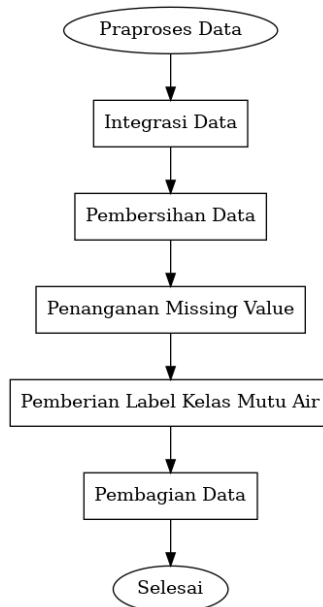 Praproses Data
Integrasi Data
Pembersihan Data
Penanganan Missing Value
Pemberian Label Kelas Mutu Air
Pembagian Data
Selesai